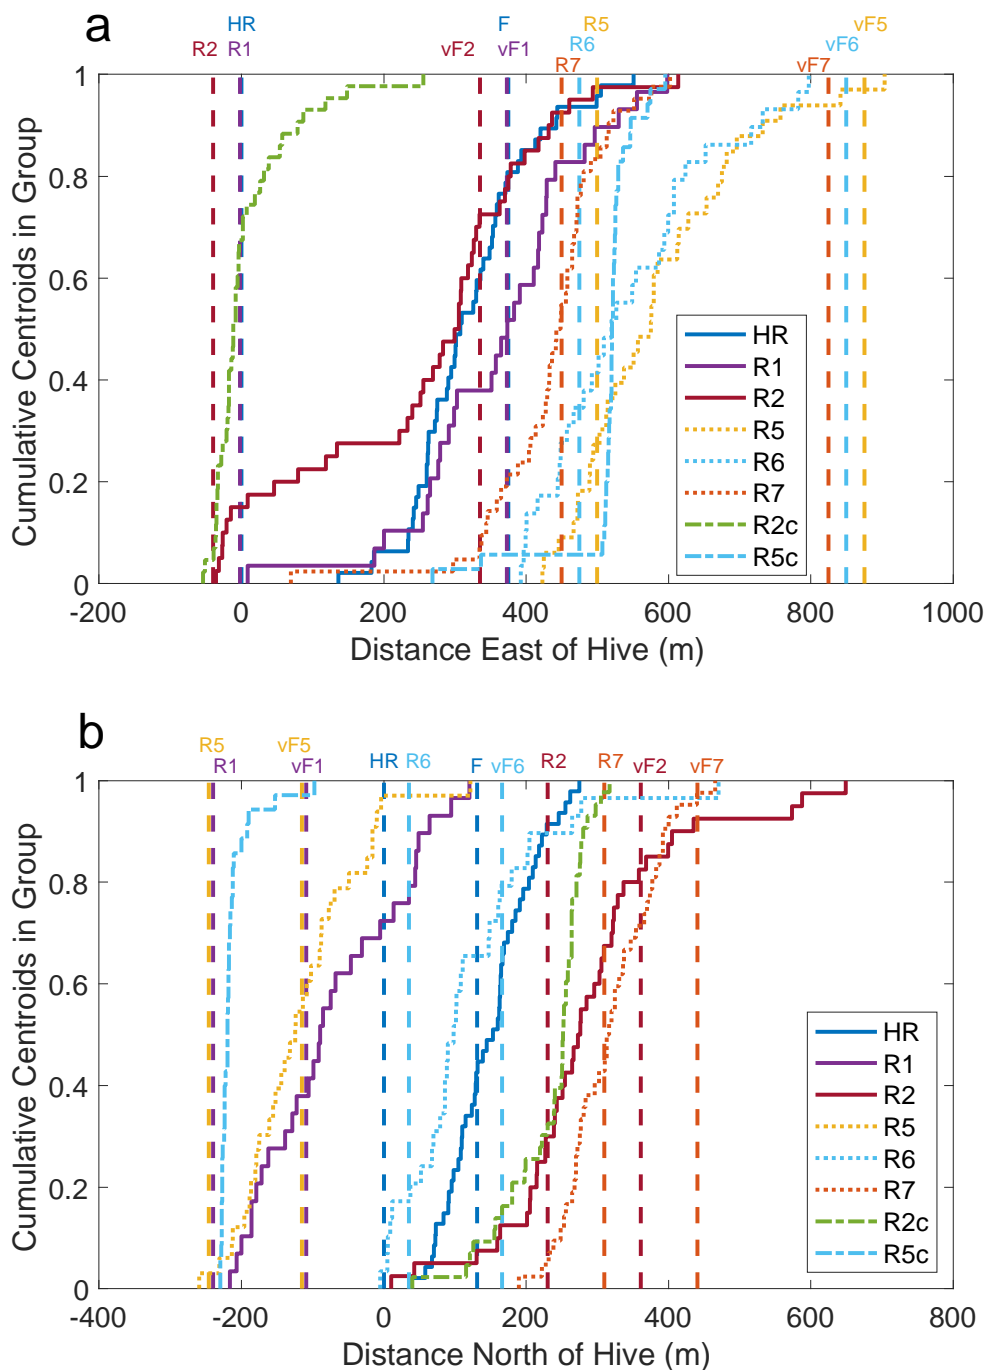 a
HR F vF5
R2 R1 vF2 vF1 R6 R5 vF6
R7 vF7
1
0.8
0.6
0.4
0.2
0
Cumulative Centroids in Group
HR
R1
R2
R5
R6
R7
R2c
R5c
-200 0 200 400 600 800 1000
Distance East of Hive (m)
b
R5 vF5 HR R6 F vF6 R2 R7 vF2 vF7
R1 vF1
1
0.8
0.6
0.4
0.2
0
Cumulative Centroids in Group
HR
R1
R2
R5
R6
R7
R2c
R5c
-400 -200 0 200 400 600 800
Distance North of Hive (m)